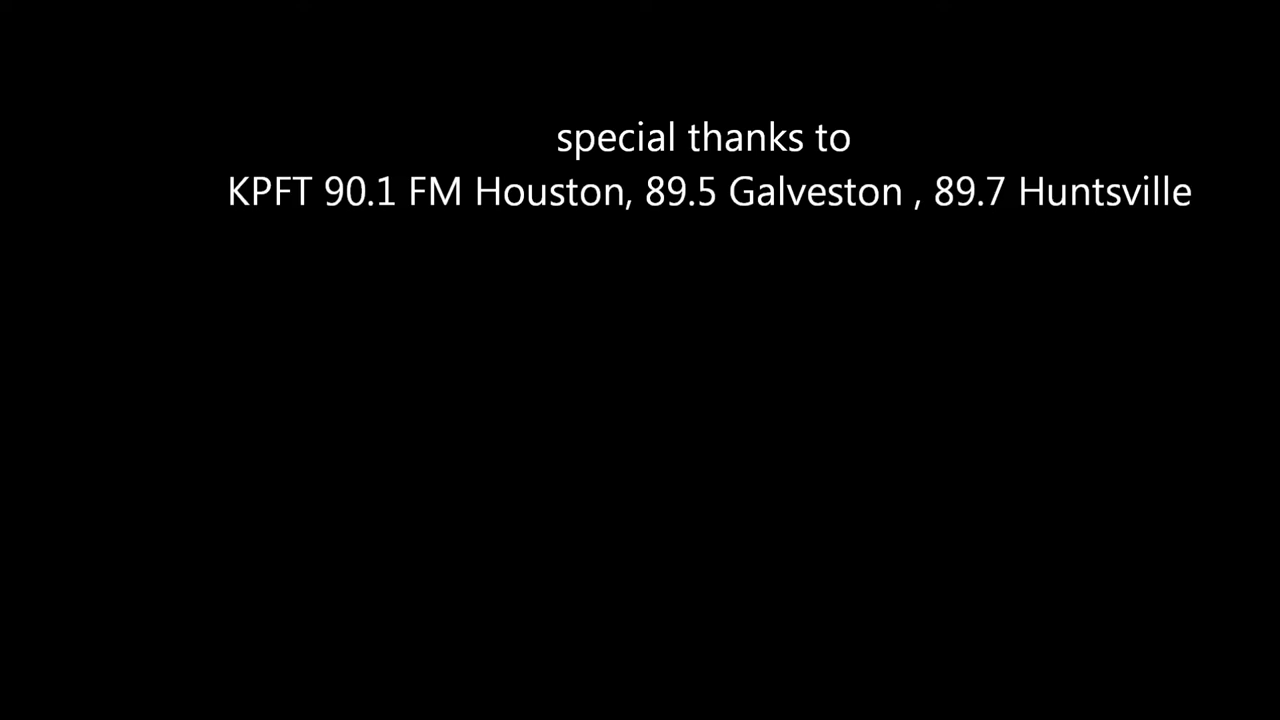 special thanks to
KPFT 90.1 FM Houston, 89.5 Galveston , 89.7 Huntsville